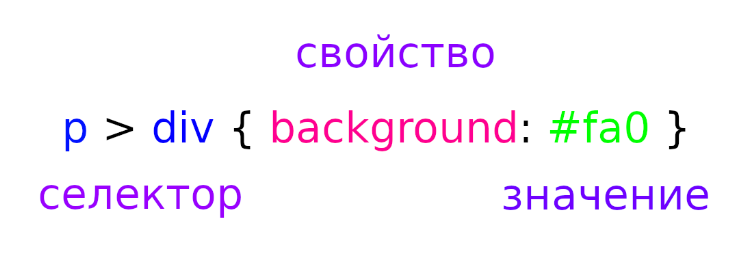 свойство
p > div { background: #fa0 }
селектор значение